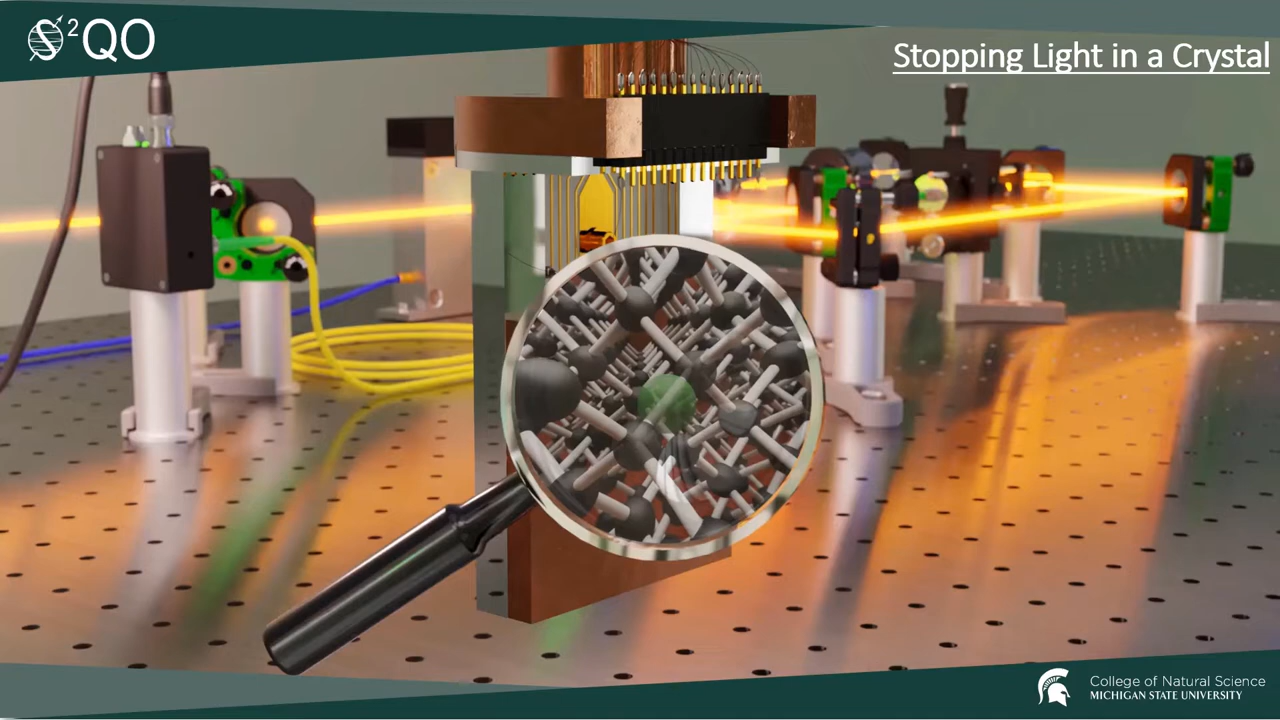 S²QO
Stopping Light in a Crystal
College of Natural Science
MICHIGAN STATE UNIVERSITY